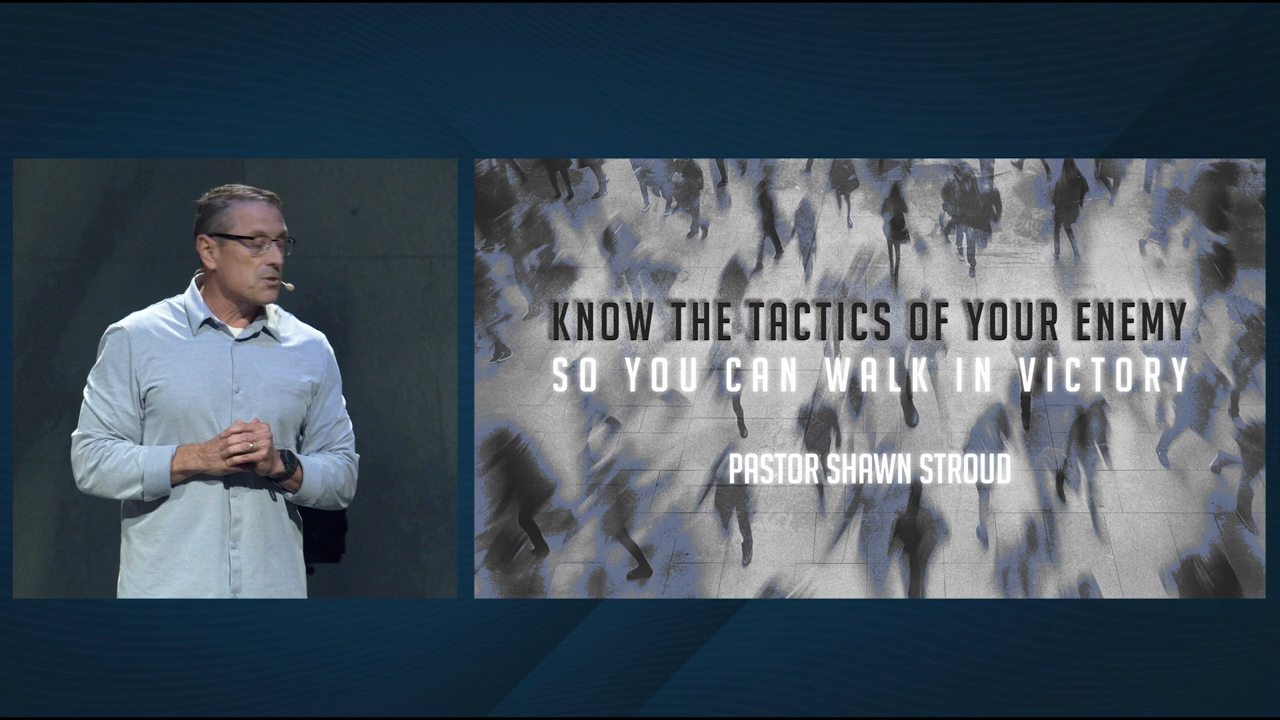 KNOW THE TACTICS OF YOUR ENEMY
SO YOU CAN WALK IN VICTORY
PASTOR SHAWN STROUD